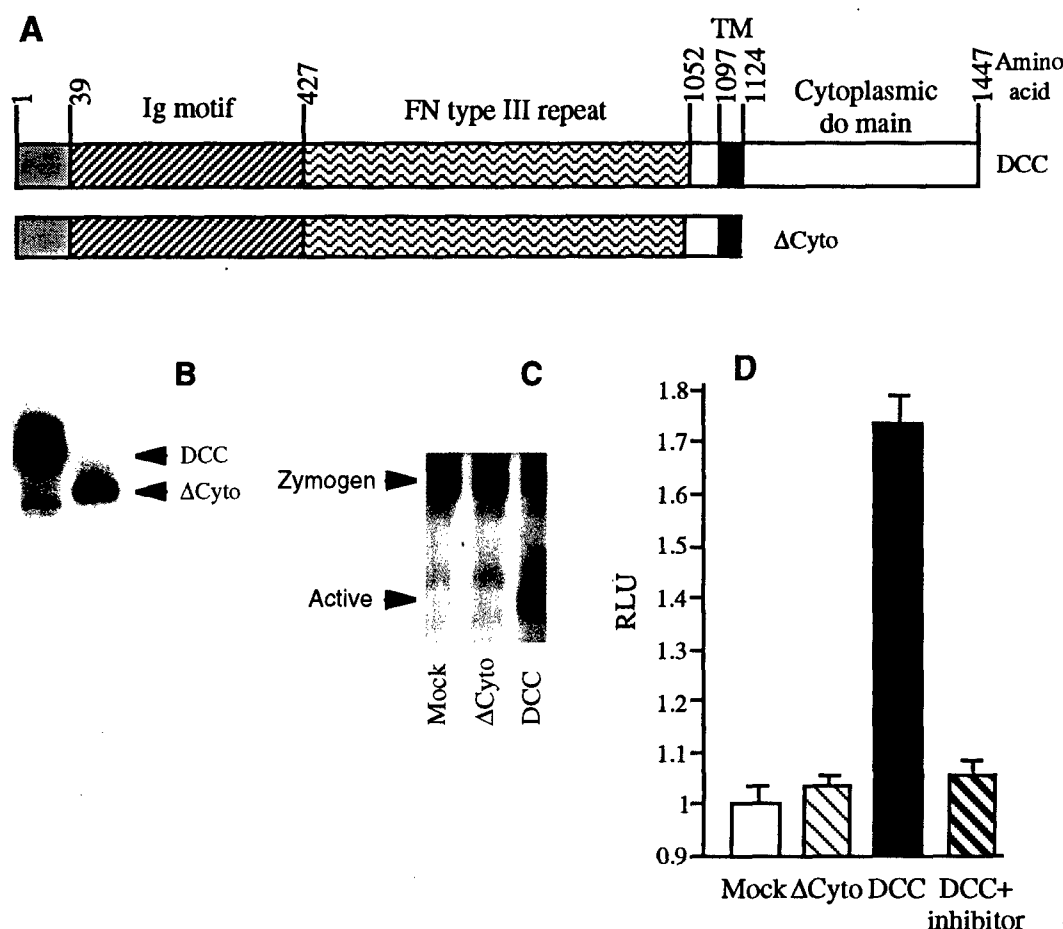 A
TM
1
39
427
1052
1097
1124
1447
Amino
acid
Ig motif
FN type III repeat
Cytoplasmic
do main
DCC
ΔCyto
B
DCC
ΔCyto
C
Zymogen
Active
Mock
ΔCyto
DCC
D
1.8
1.7
1.6
1.5
1.4
1.3
1.2
1.1
1
0.9
RLU
Mock ΔCyto DCC DCC+
inhibitor